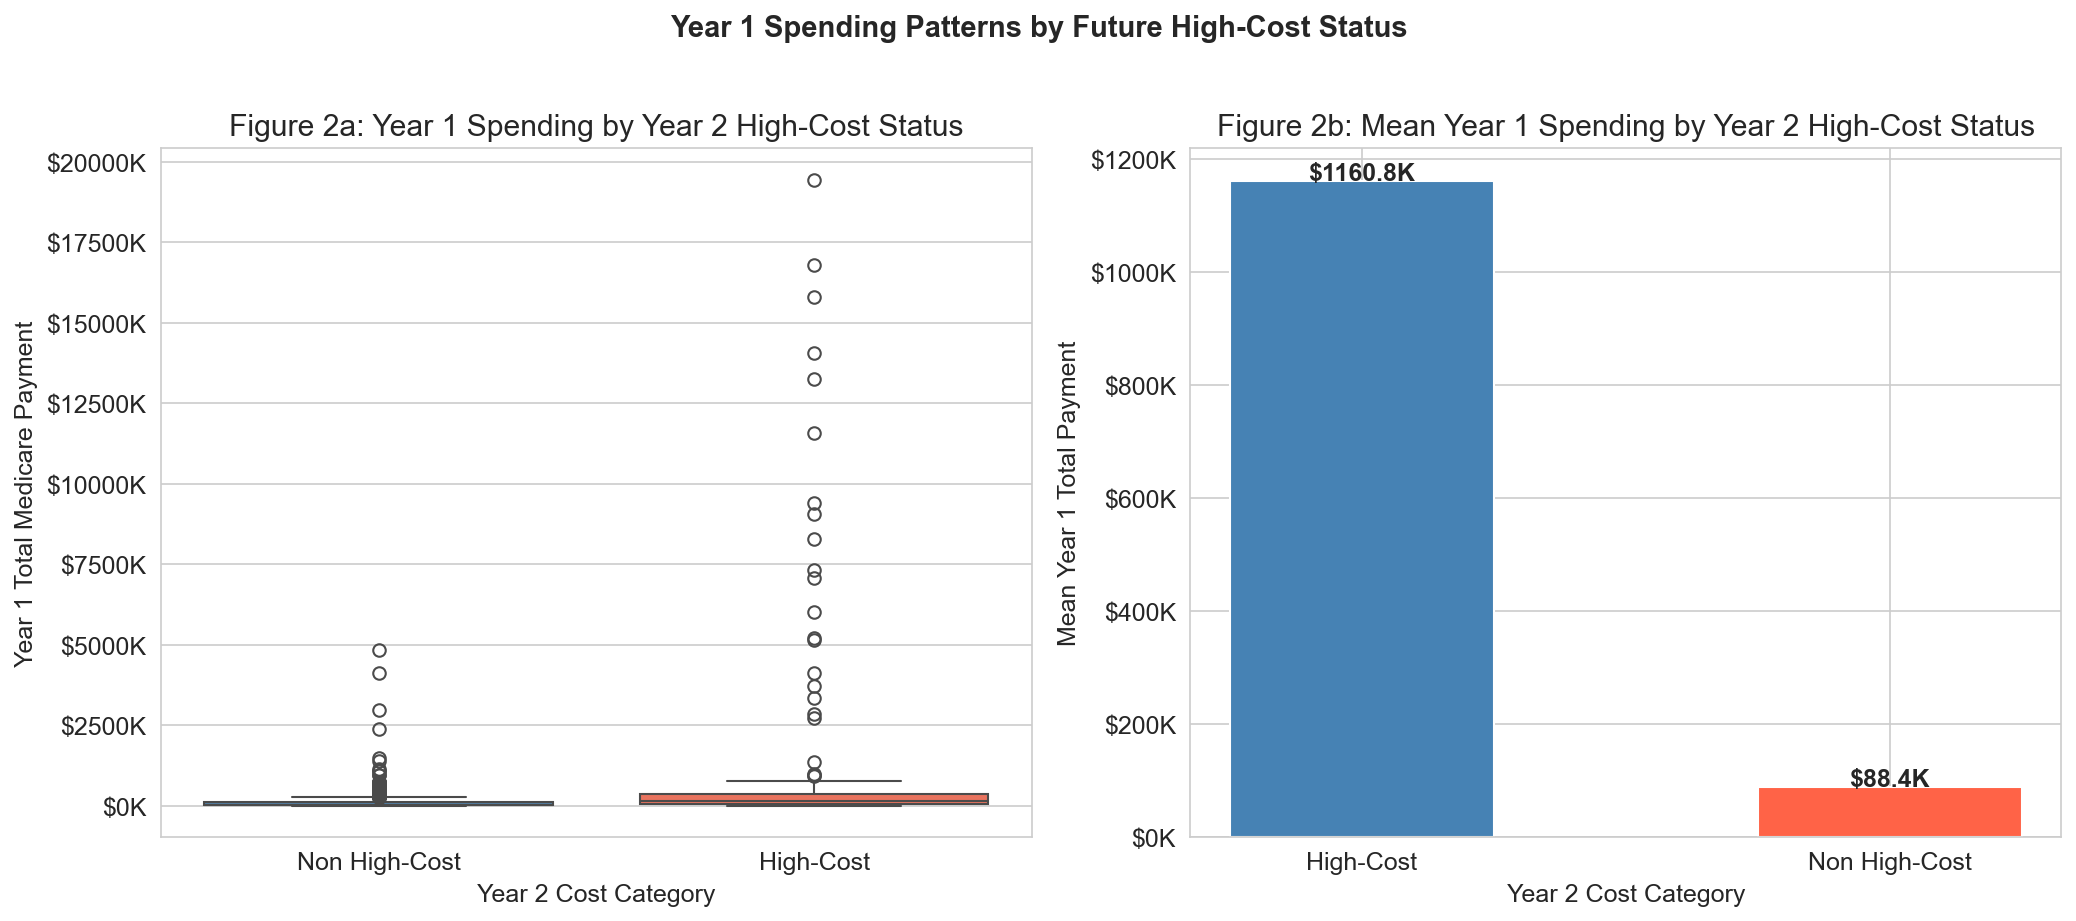 Year 1 Spending Patterns by Future High-Cost Status
Figure 2a: Year 1 Spending by Year 2 High-Cost Status
Year 1 Total Medicare Payment
$20000K
$17500K
$15000K
$12500K
$10000K
$7500K
$5000K
$2500K
$0K
Non High-Cost
High-Cost
Year 2 Cost Category
Figure 2b: Mean Year 1 Spending by Year 2 High-Cost Status
Mean Year 1 Total Payment
$1200K
$1000K
$800K
$600K
$400K
$200K
$0K
$1160.8K
$88.4K
High-Cost
Non High-Cost
Year 2 Cost Category